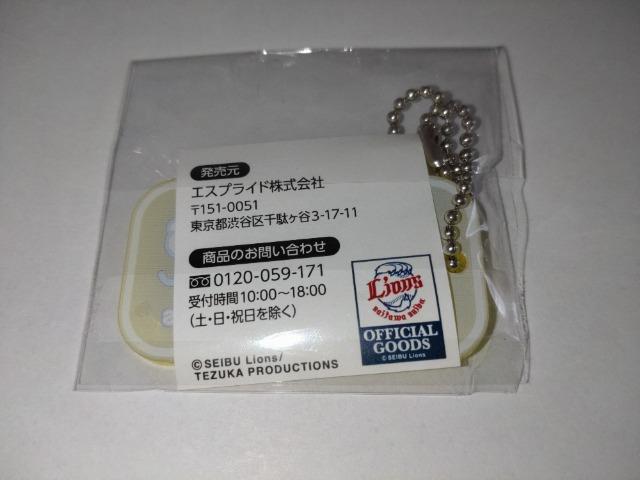 発売元
エスプライド株式会社
〒151-0051
東京都渋谷区千駄ヶ谷3-17-11
商品のお問い合わせ
0120-059-171
受付時間10:00〜18:00
(土・日・祝日を除く)
©SEIBU Lions/
TEZUKA PRODUCTIONS
Lions
saitama seibu
OFFICIAL
GOODS
©SEIBU Lions